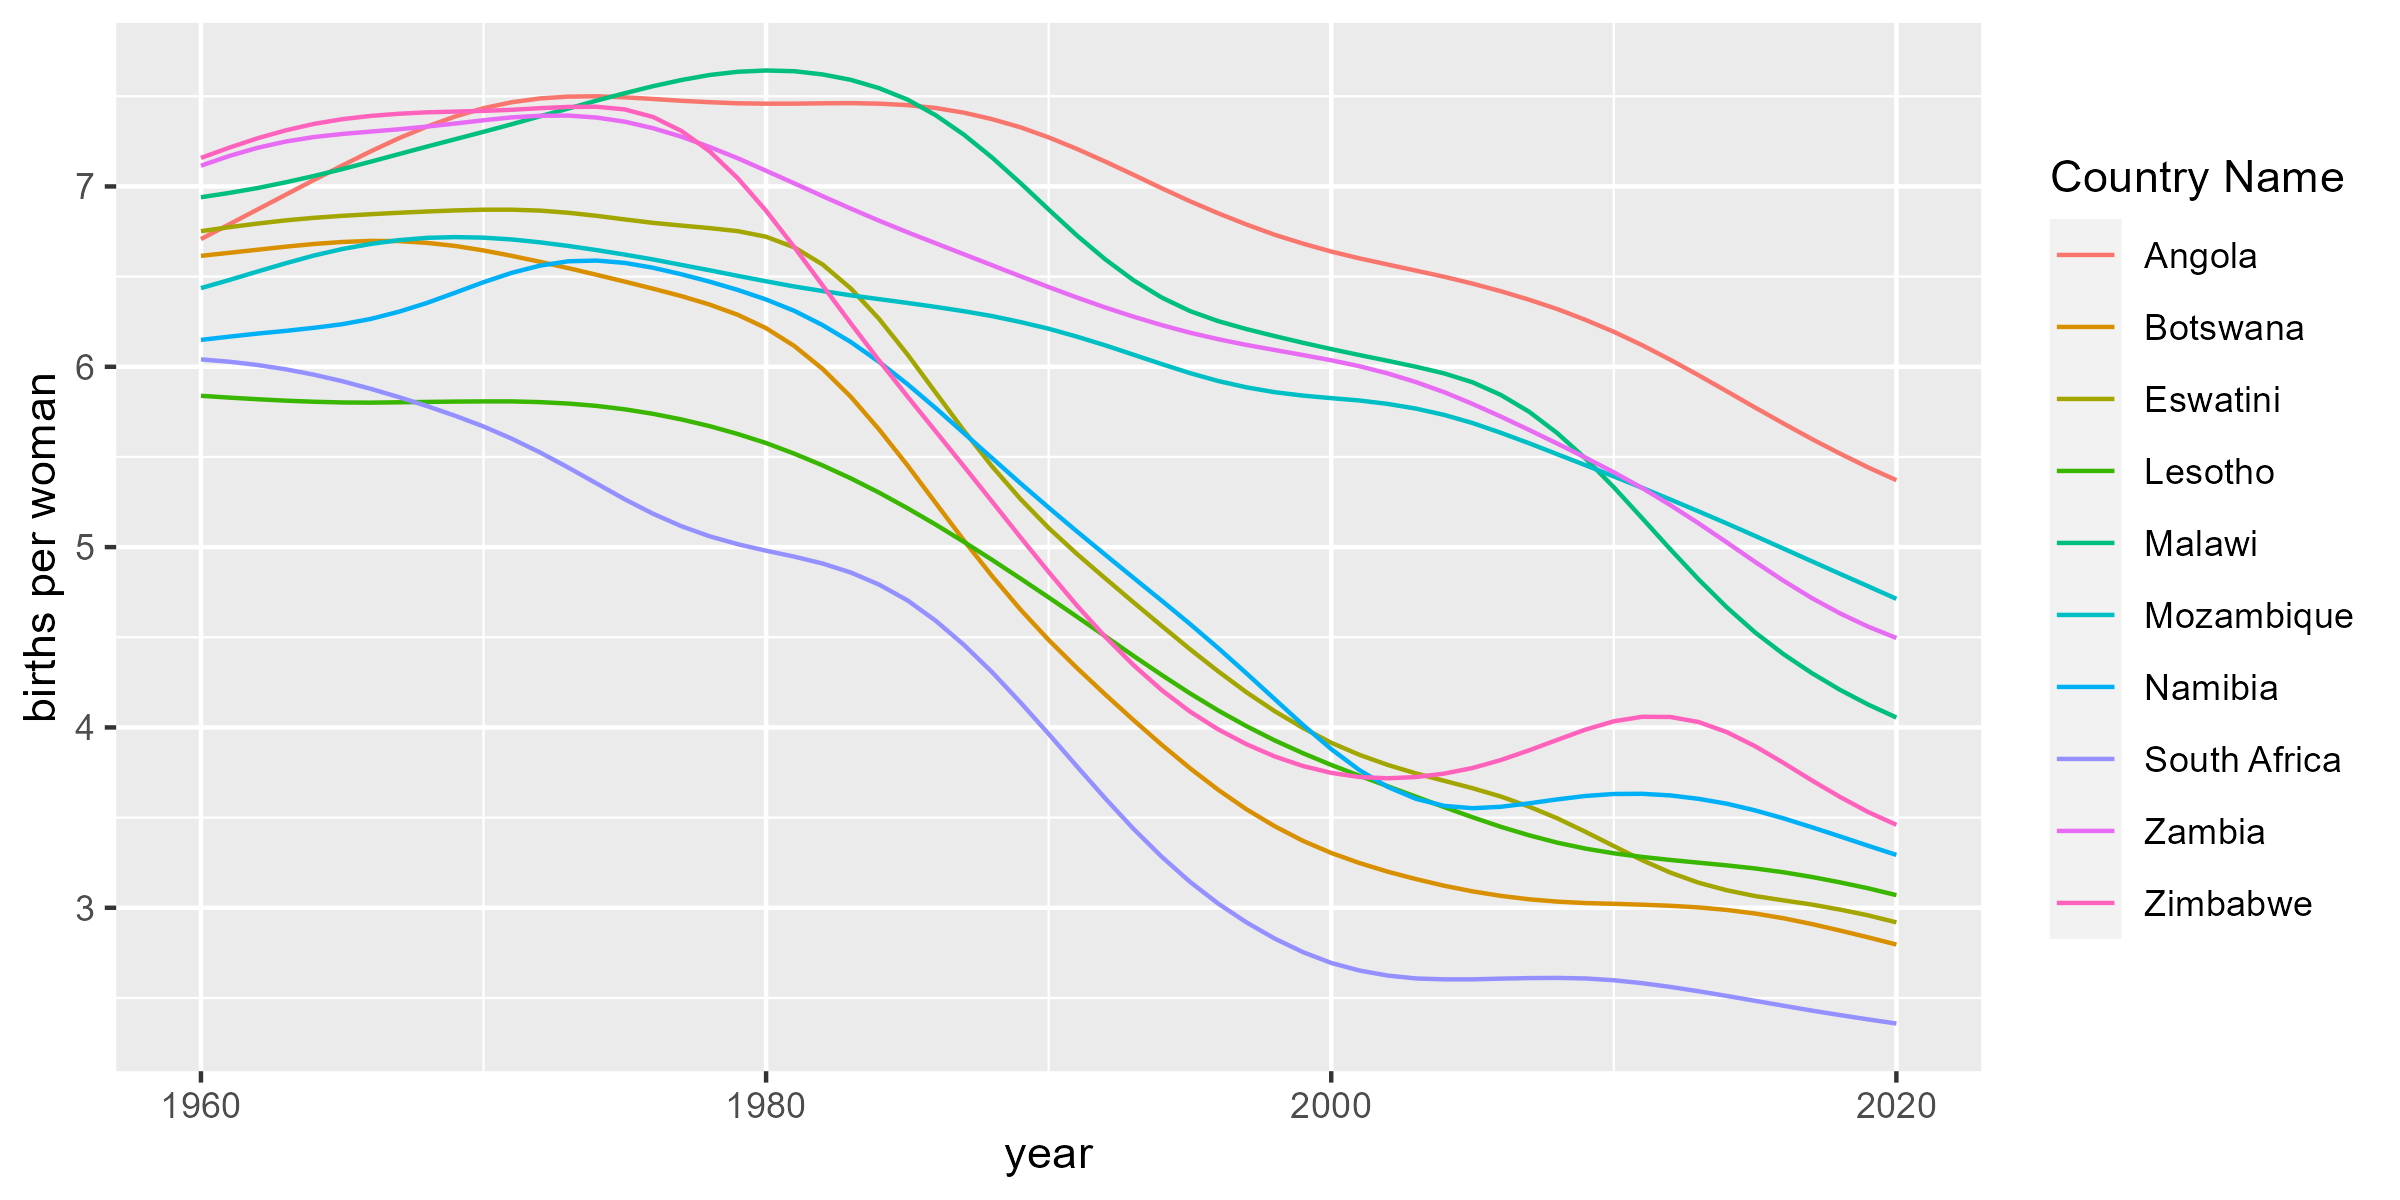 births per woman
7
6
5
4
3
1960
1980
2000
2020
year
Country Name
Angola
Botswana
Eswatini
Lesotho
Malawi
Mozambique
Namibia
South Africa
Zambia
Zimbabwe